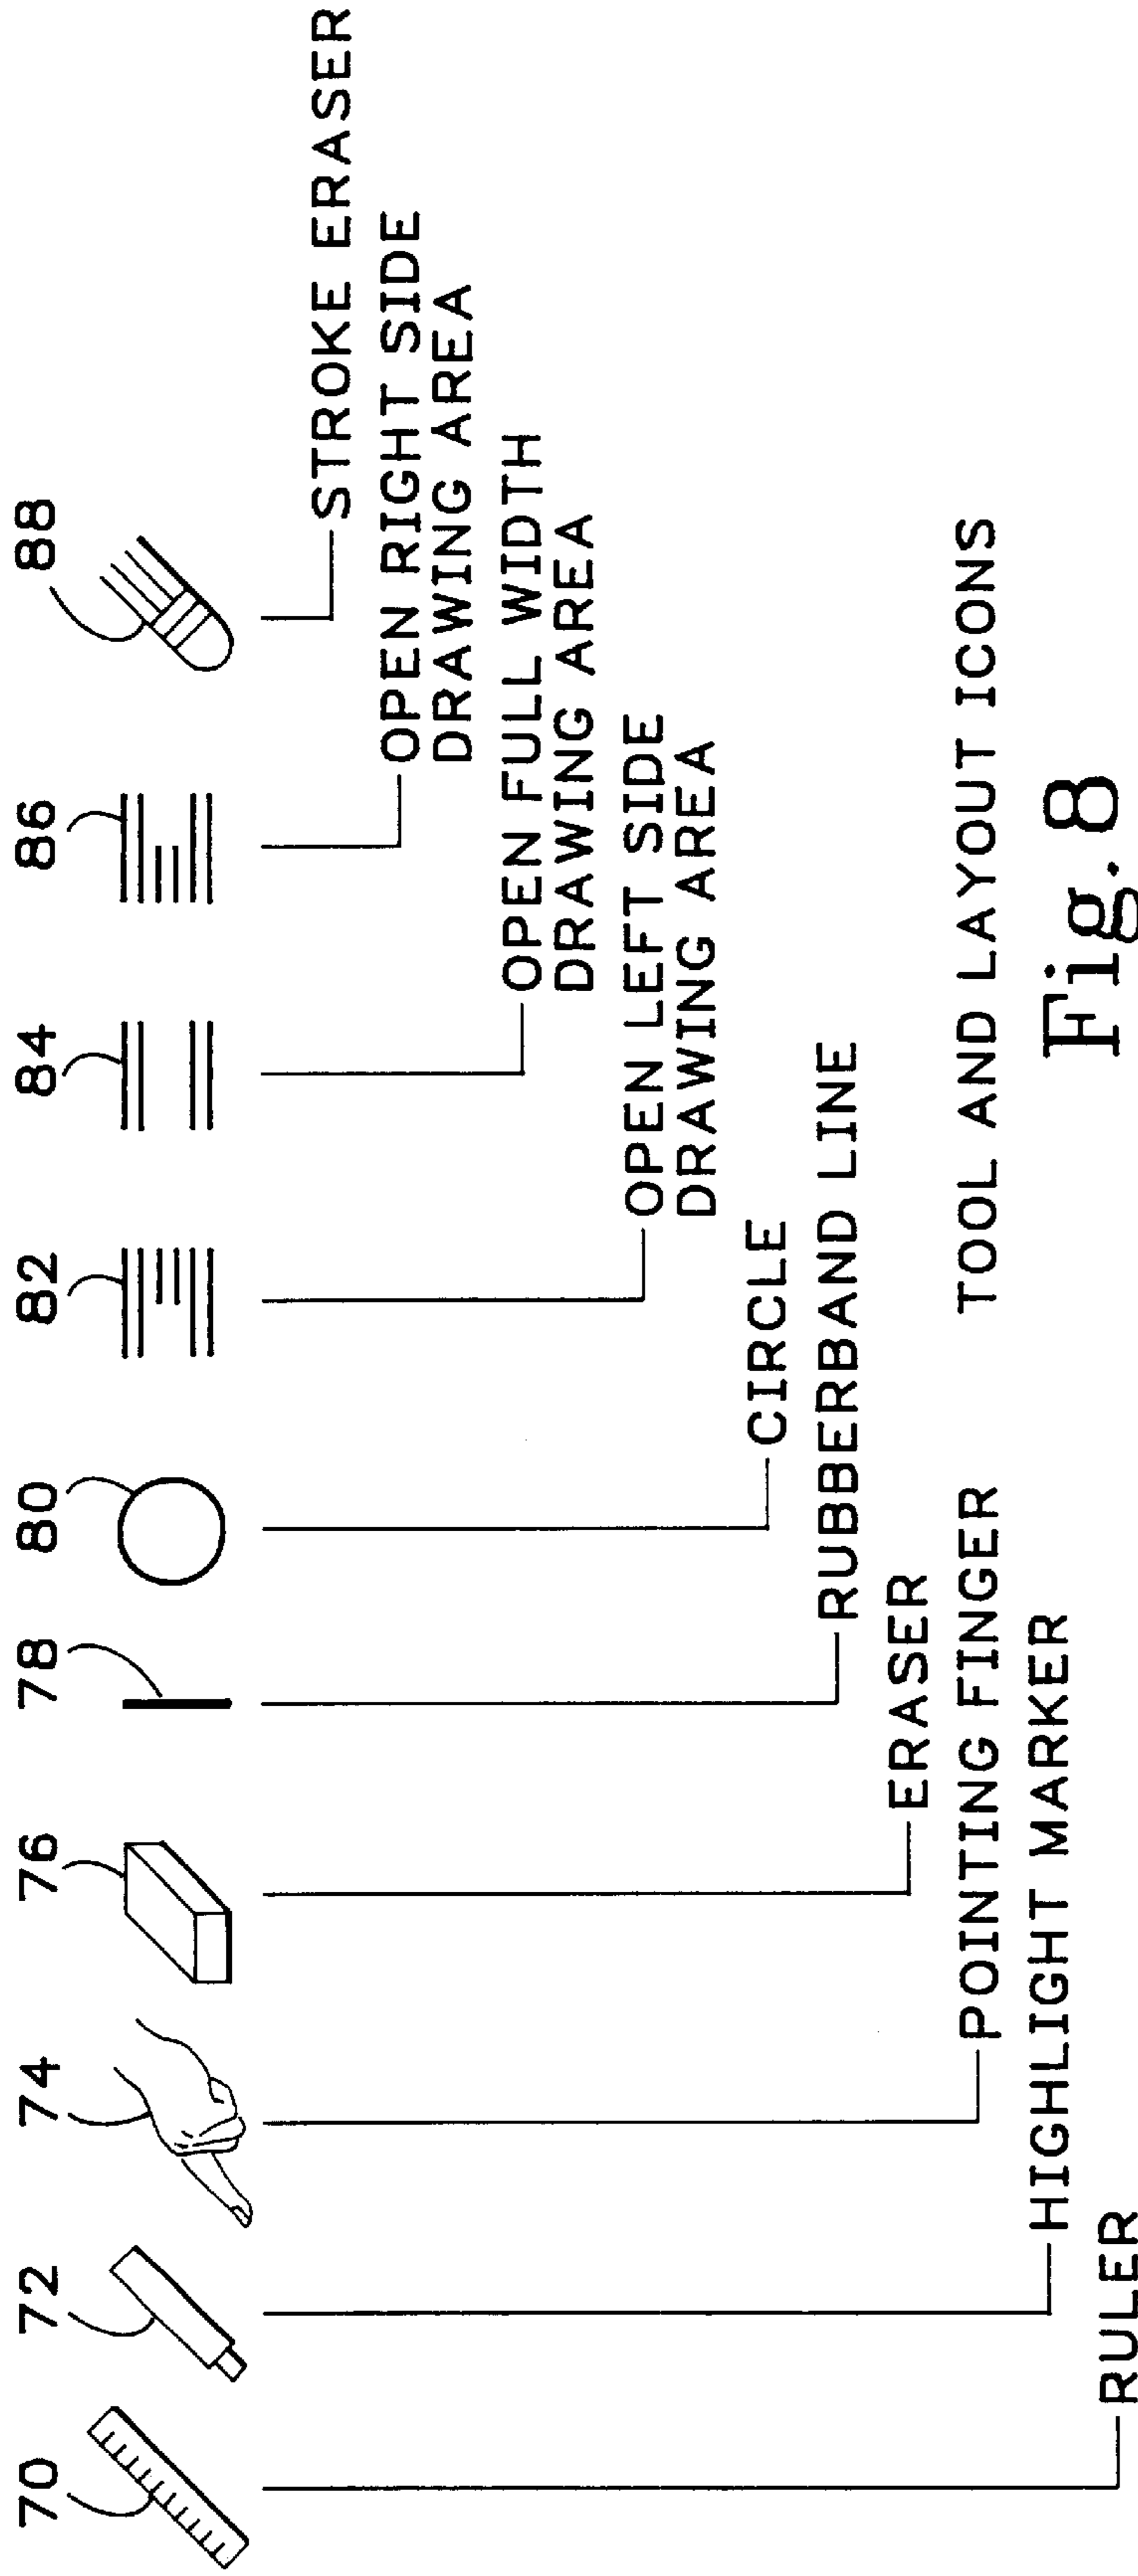 70 72 74 76 78 80 82 84 86 88
STROKE ERASER
OPEN RIGHT SIDE
DRAWING AREA
OPEN FULL WIDTH
DRAWING AREA
OPEN LEFT SIDE
DRAWING AREA
CIRCLE
RUBBERBAND LINE
ERASER
POINTING FINGER
HIGHLIGHT MARKER
RULER
TOOL AND LAYOUT ICONS
Fig. 8